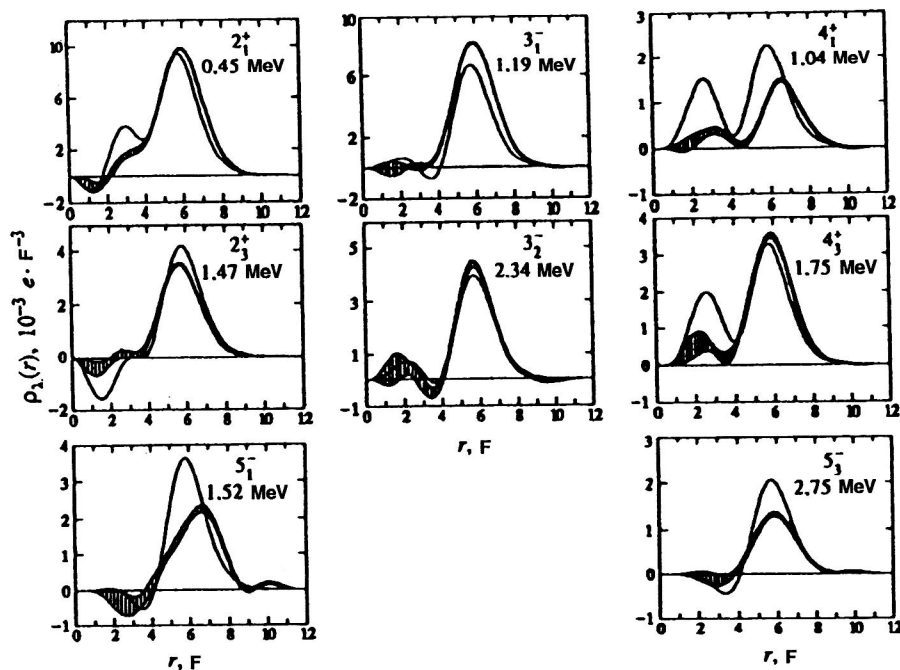 2₁⁺
0.45 MeV
10
6
2
−2
0 2 4 6 8 10 12
3₁⁻
1.19 MeV
10
6
2
−2
0 2 4 6 8 10 12
4₁⁺
1.04 MeV
3
2
1
0
−1
0 2 4 6 8 10 12
2₃⁺
1.47 MeV
4
2
0
−2
0 2 4 6 8 10 12
3₂⁻
2.34 MeV
5
3
1
−1
0 2 4 6 8 10 12
r, F
4₃⁺
1.75 MeV
4
3
2
1
0
−1
0 2 4 6 8 10 12
ρλ(r), 10⁻³ e · F⁻³
5₁⁻
1.52 MeV
4
3
2
1
0
−1
0 2 4 6 8 10 12
r, F
5₃⁻
2.75 MeV
3
2
1
0
−1
0 2 4 6 8 10 12
r, F